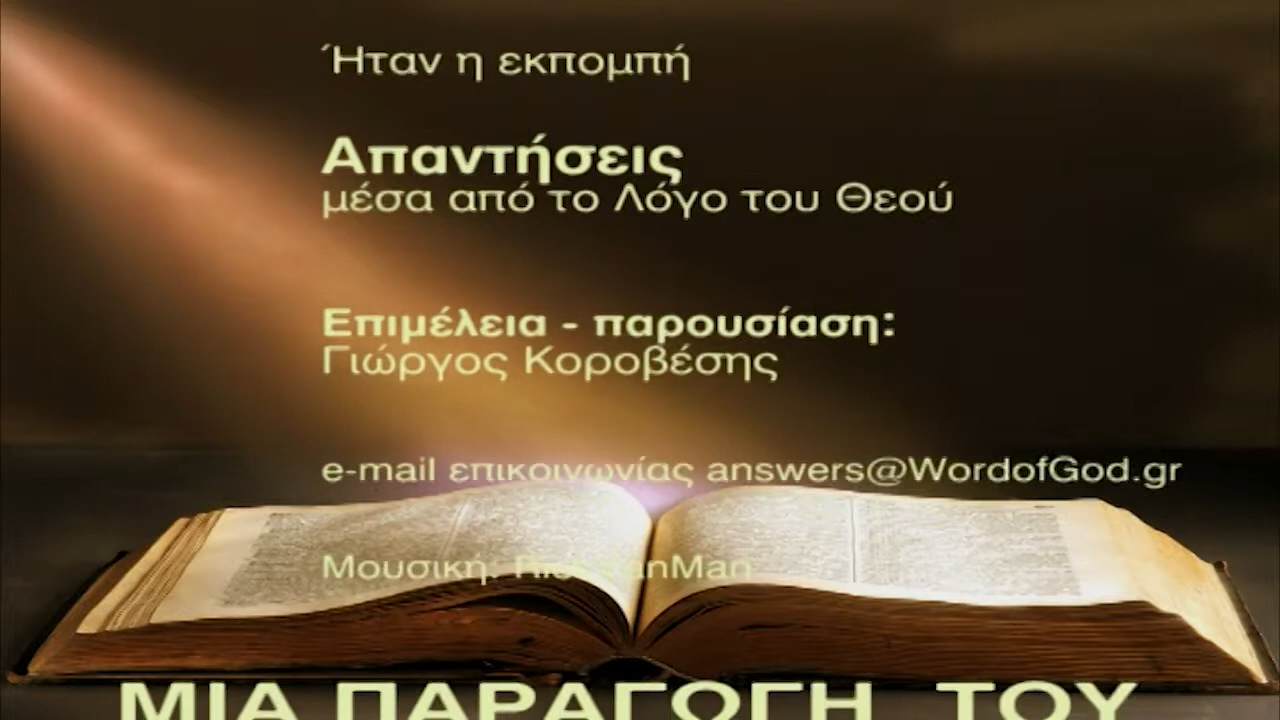 Ήταν η εκπομπή
Απαντήσεις
μέσα από το Λόγο του Θεού
Επιμέλεια - παρουσίαση:
Γιώργος Κοροβέσης
e-mail επικοινωνίας answers@WordofGod.gr
Μουσική:
ΜΙΑ ΠΑΡΑΓΩΓΗ ΤΟΥ